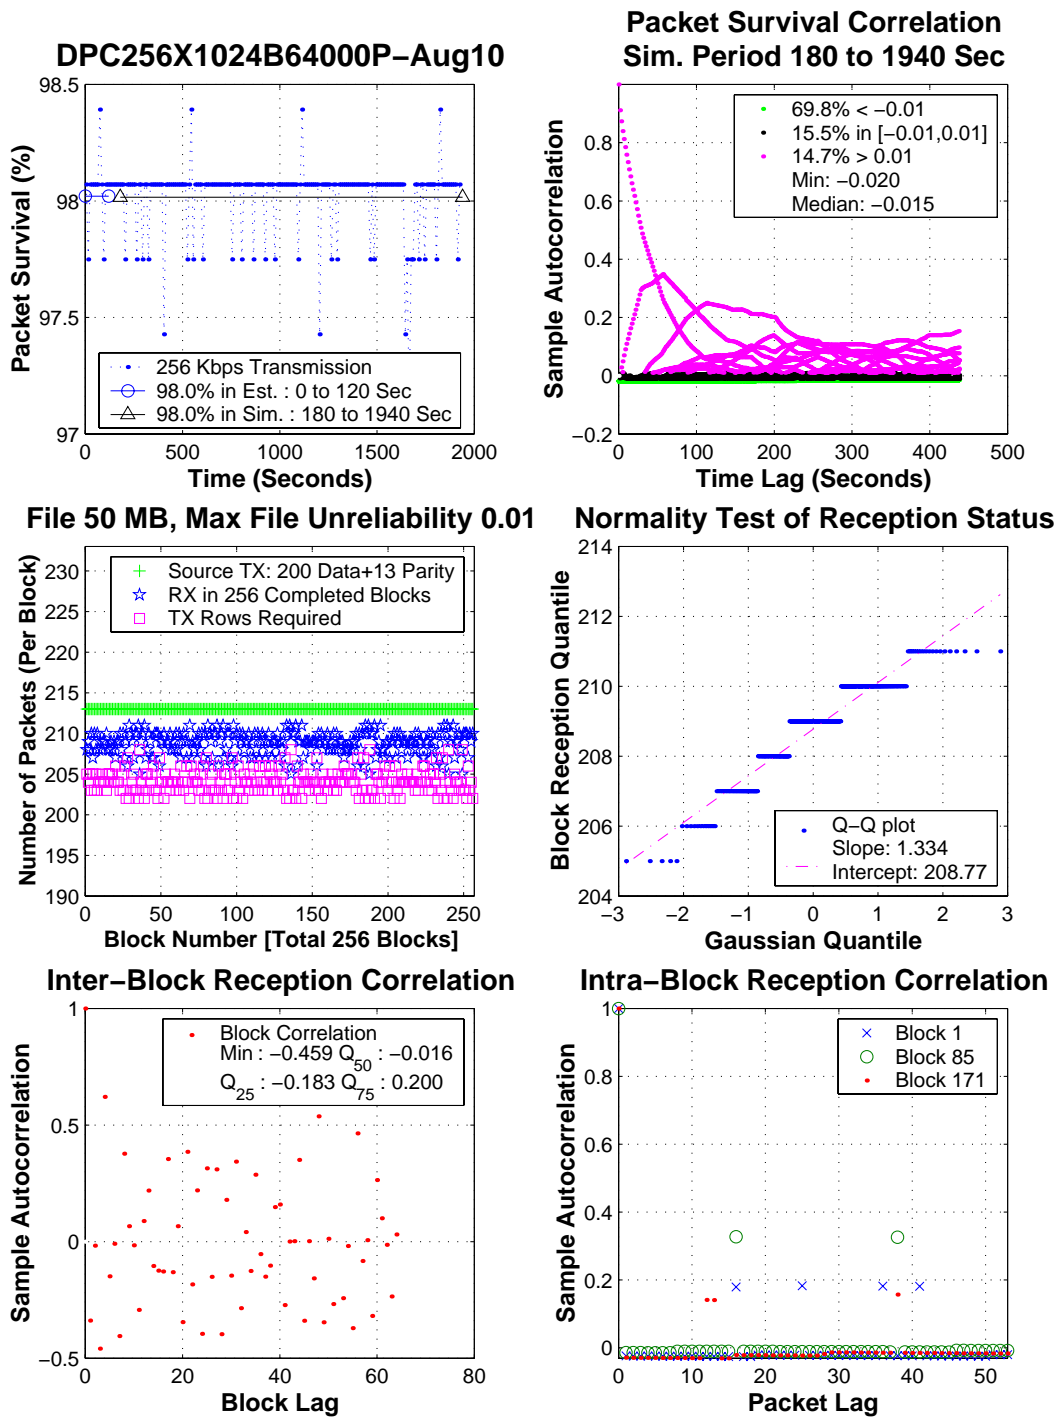 DPC256X1024B64000P−Aug10
98.5
98
97.5
97
Packet Survival (%)
256 Kbps Transmission
98.0% in Est. : 0 to 120 Sec
98.0% in Sim. : 180 to 1940 Sec
0 500 1000 1500 2000
Time (Seconds)
Packet Survival Correlation
Sim. Period 180 to 1940 Sec
0.8
0.6
0.4
0.2
0
−0.2
Sample Autocorrelation
69.8% < −0.01
15.5% in [−0.01,0.01]
14.7% > 0.01
Min: −0.020
Median: −0.015
0 100 200 300 400 500
Time Lag (Seconds)
File 50 MB, Max File Unreliability 0.01
230
225
220
215
210
205
200
195
190
Number of Packets (Per Block)
Source TX: 200 Data+13 Parity
RX in 256 Completed Blocks
TX Rows Required
0 50 100 150 200 250
Block Number [Total 256 Blocks]
Normality Test of Reception Status
214
212
210
208
206
204
Block Reception Quantile
Q−Q plot
Slope: 1.334
Intercept: 208.77
−3 −2 −1 0 1 2 3
Gaussian Quantile
Inter−Block Reception Correlation
1
0.5
0
−0.5
Sample Autocorrelation
Block Correlation
Min : −0.459 Q50 : −0.016
Q25 : −0.183 Q75 : 0.200
0 20 40 60 80
Block Lag
Intra−Block Reception Correlation
1
0.8
0.6
0.4
0.2
0
Sample Autocorrelation
Block 1
Block 85
Block 171
0 10 20 30 40 50
Packet Lag